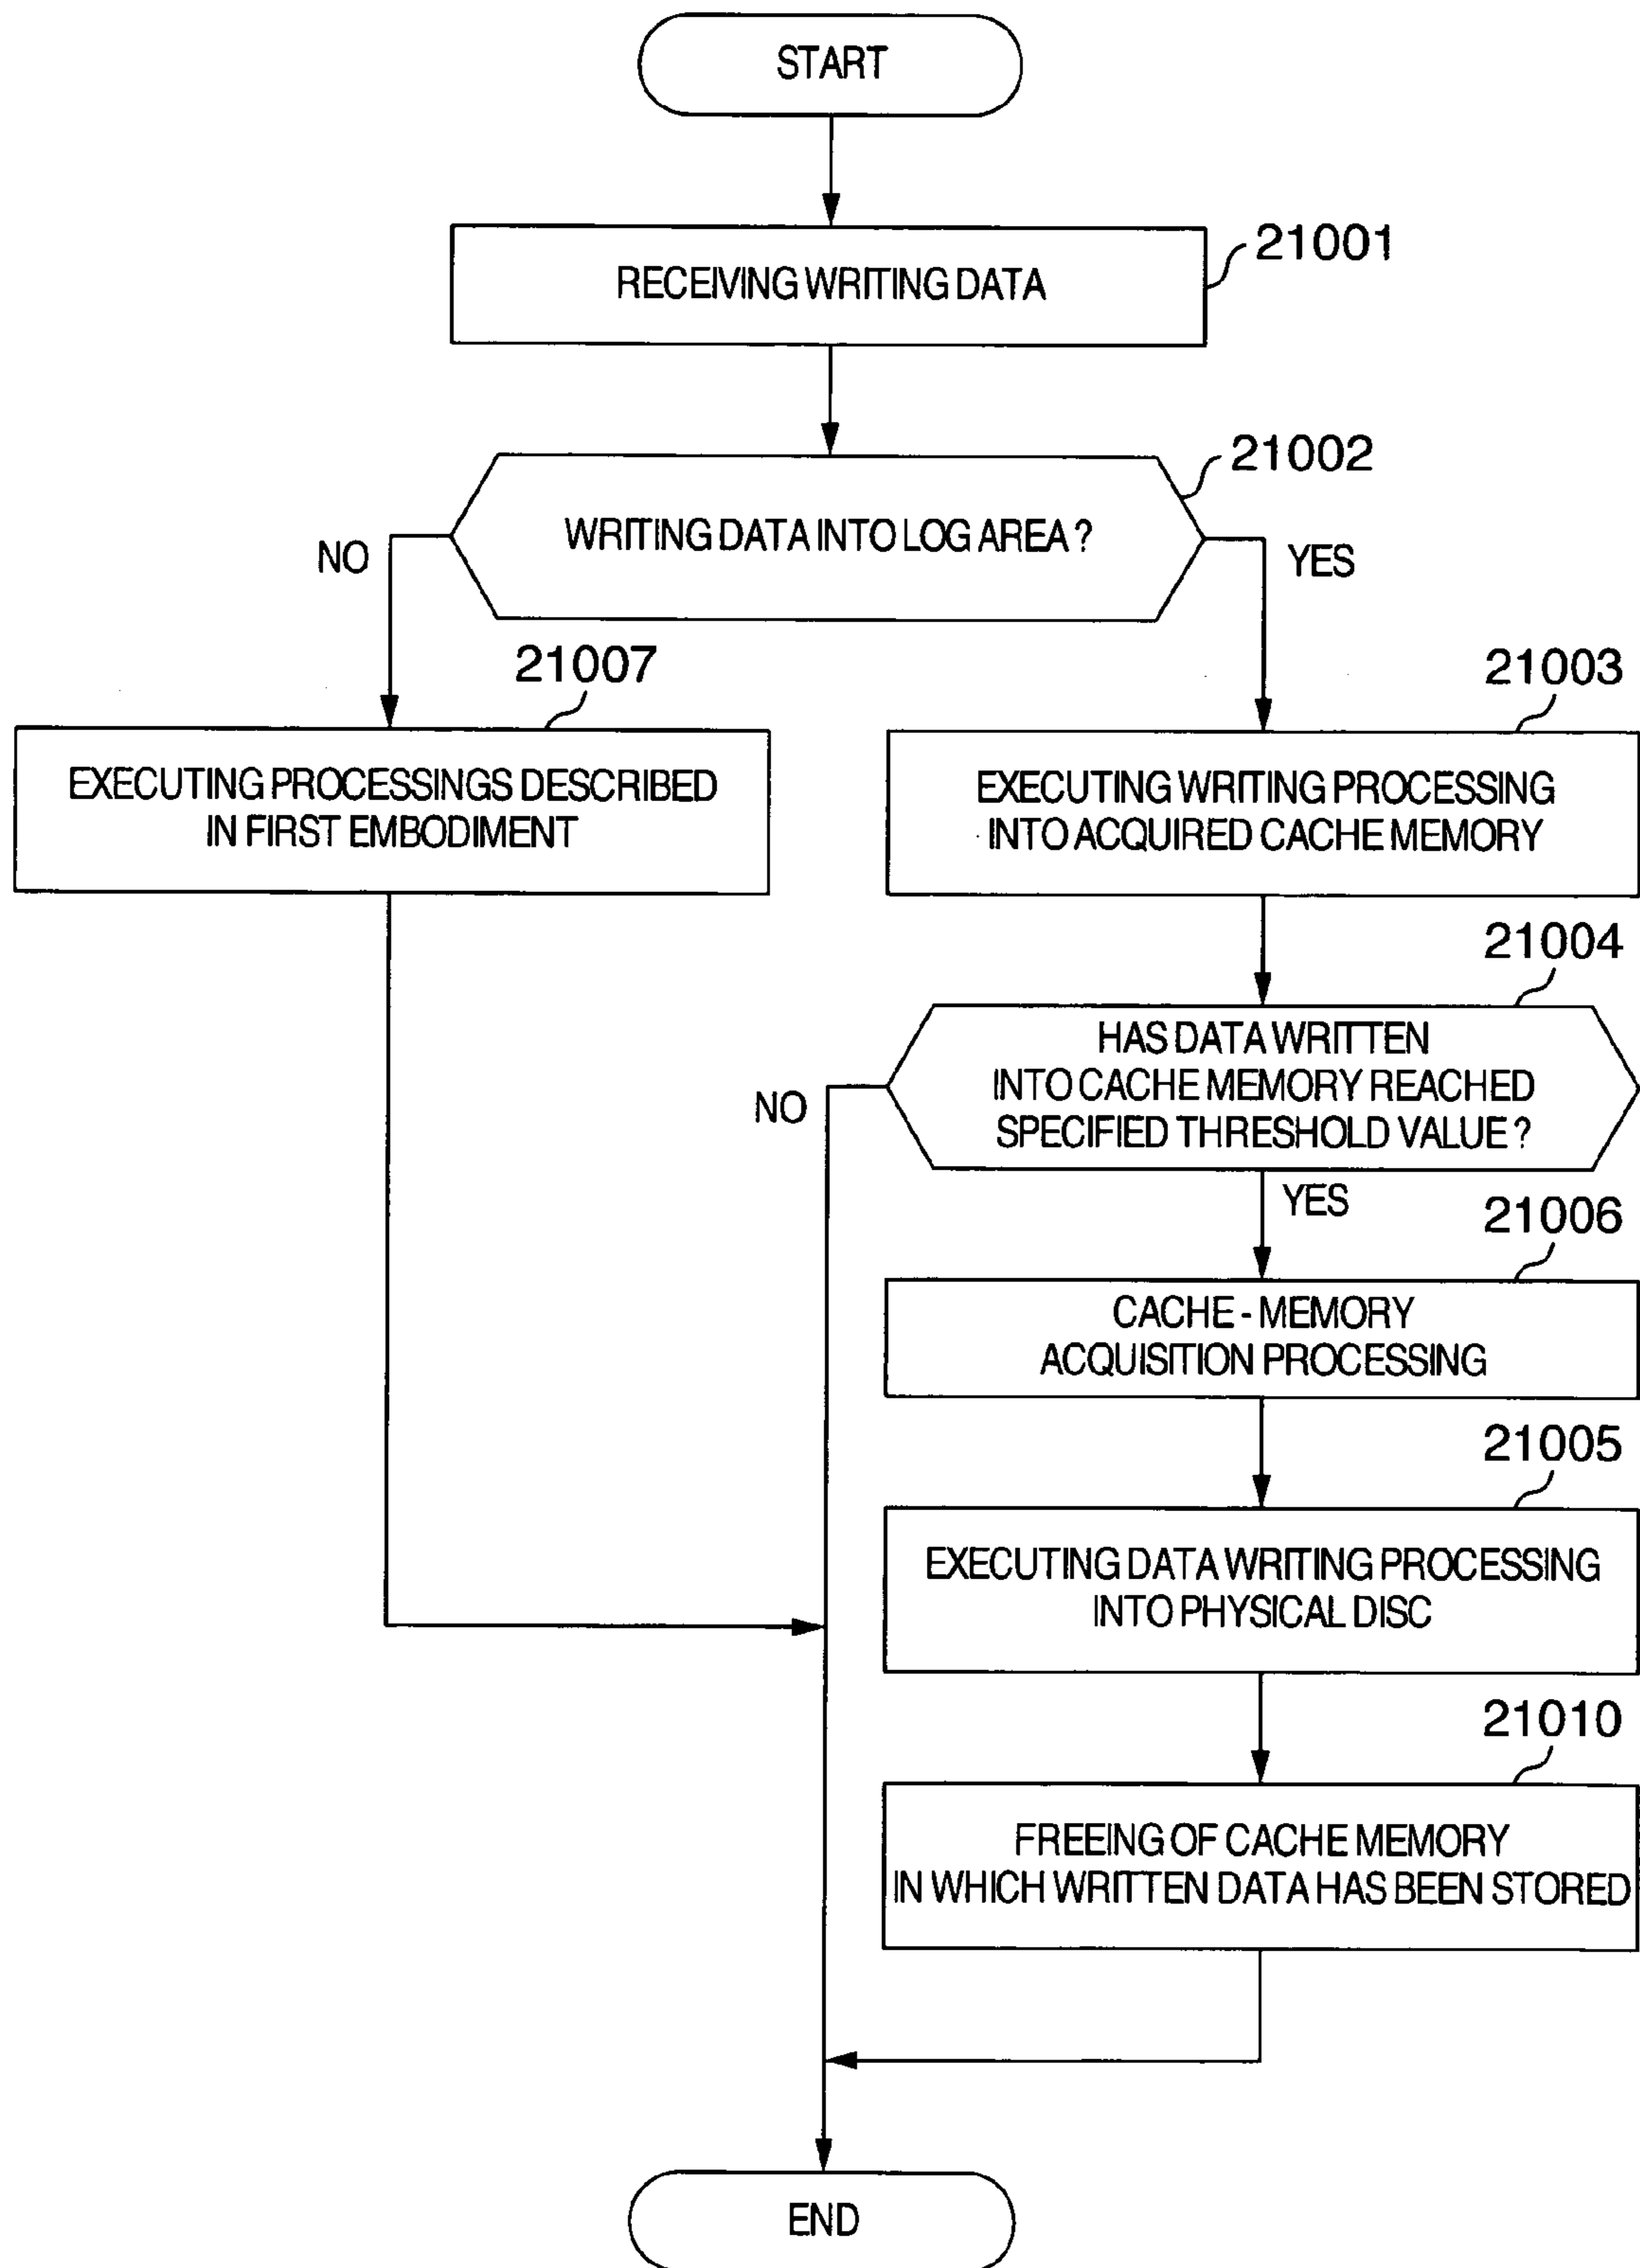 START
21001
RECEIVING WRITING DATA
21002
WRITING DATA INTO LOG AREA?
NO
YES
21007
EXECUTING PROCESSINGS DESCRIBED
IN FIRST EMBODIMENT
21003
EXECUTING WRITING PROCESSING
INTO ACQUIRED CACHE MEMORY
21004
HAS DATA WRITTEN
INTO CACHE MEMORY REACHED
SPECIFIED THRESHOLD VALUE?
NO
YES
21006
CACHE - MEMORY
ACQUISITION PROCESSING
21005
EXECUTING DATA WRITING PROCESSING
INTO PHYSICAL DISC
21010
FREEING OF CACHE MEMORY
IN WHICH WRITTEN DATA HAS BEEN STORED
END